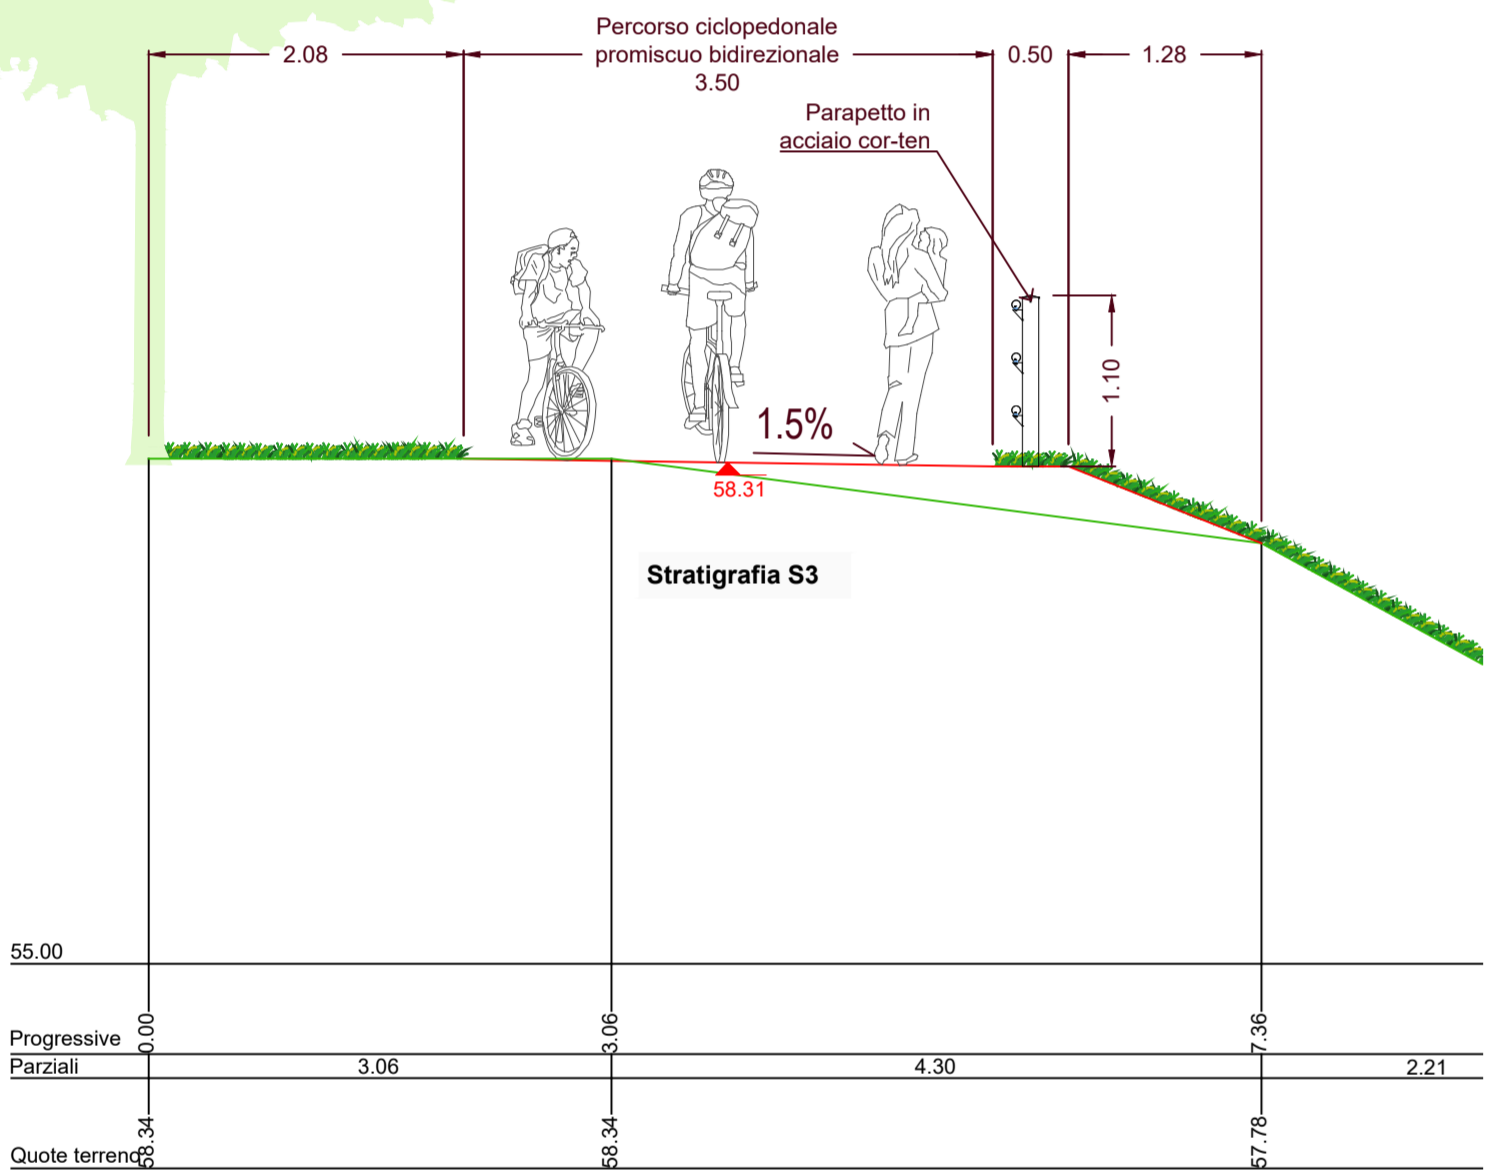 Percorso ciclopedonale
2.08
promiscuo bidirezionale
0.50
1.28
3.50
Parapetto in
acciaio cor-ten
1.10
1.5%
58.31
Stratigrafia S3
55.00
Progressive
0.00
3.06
7.36
Parziali
3.06
4.30
2.21
Quote terreno
58.34
58.34
57.78